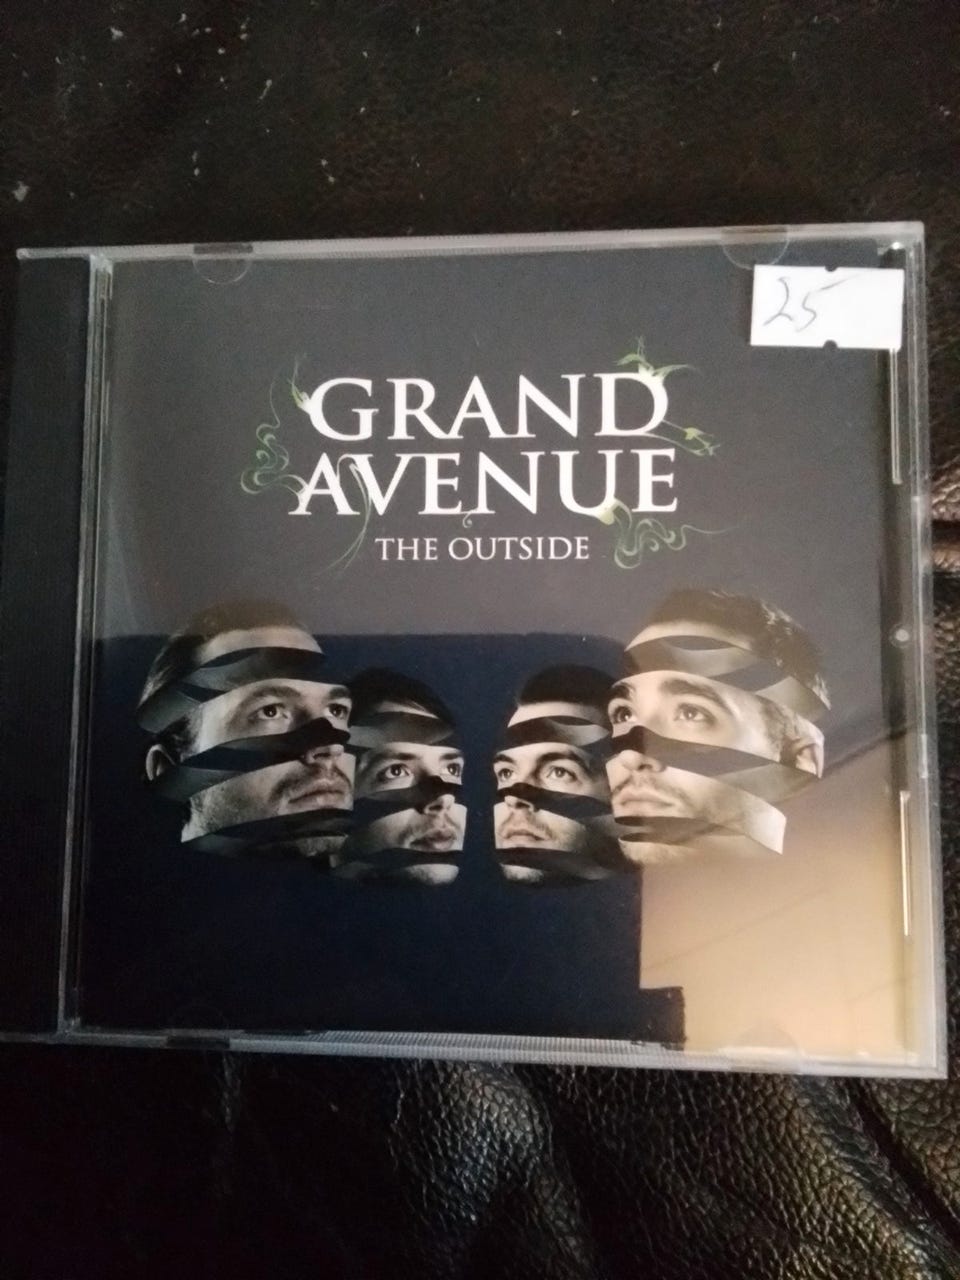 25
GRAND
AVENUE
THE OUTSIDE